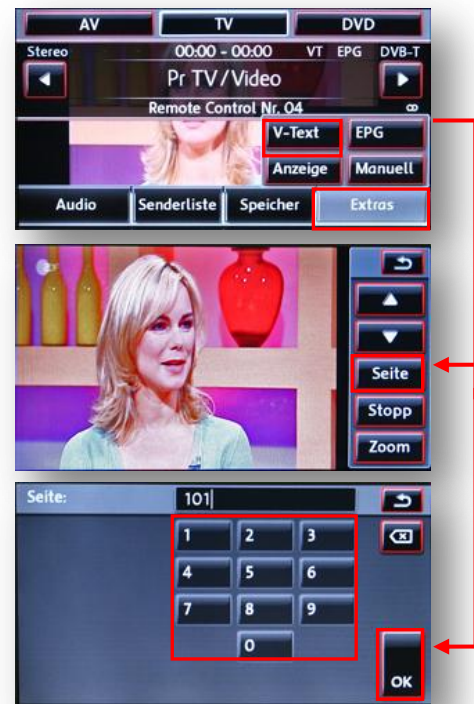 AV TV DVD
Stereo 00:00 - 00:00 VT EPG DVB-T
Pr TV/Video
Remote Control Nr. 04
V-Text EPG
Anzeige Manuell
Audio Senderliste Speicher Extras
Seite
Stopp
Zoom
Seite: 101
1 2 3
4 5 6
7 8 9
0
OK